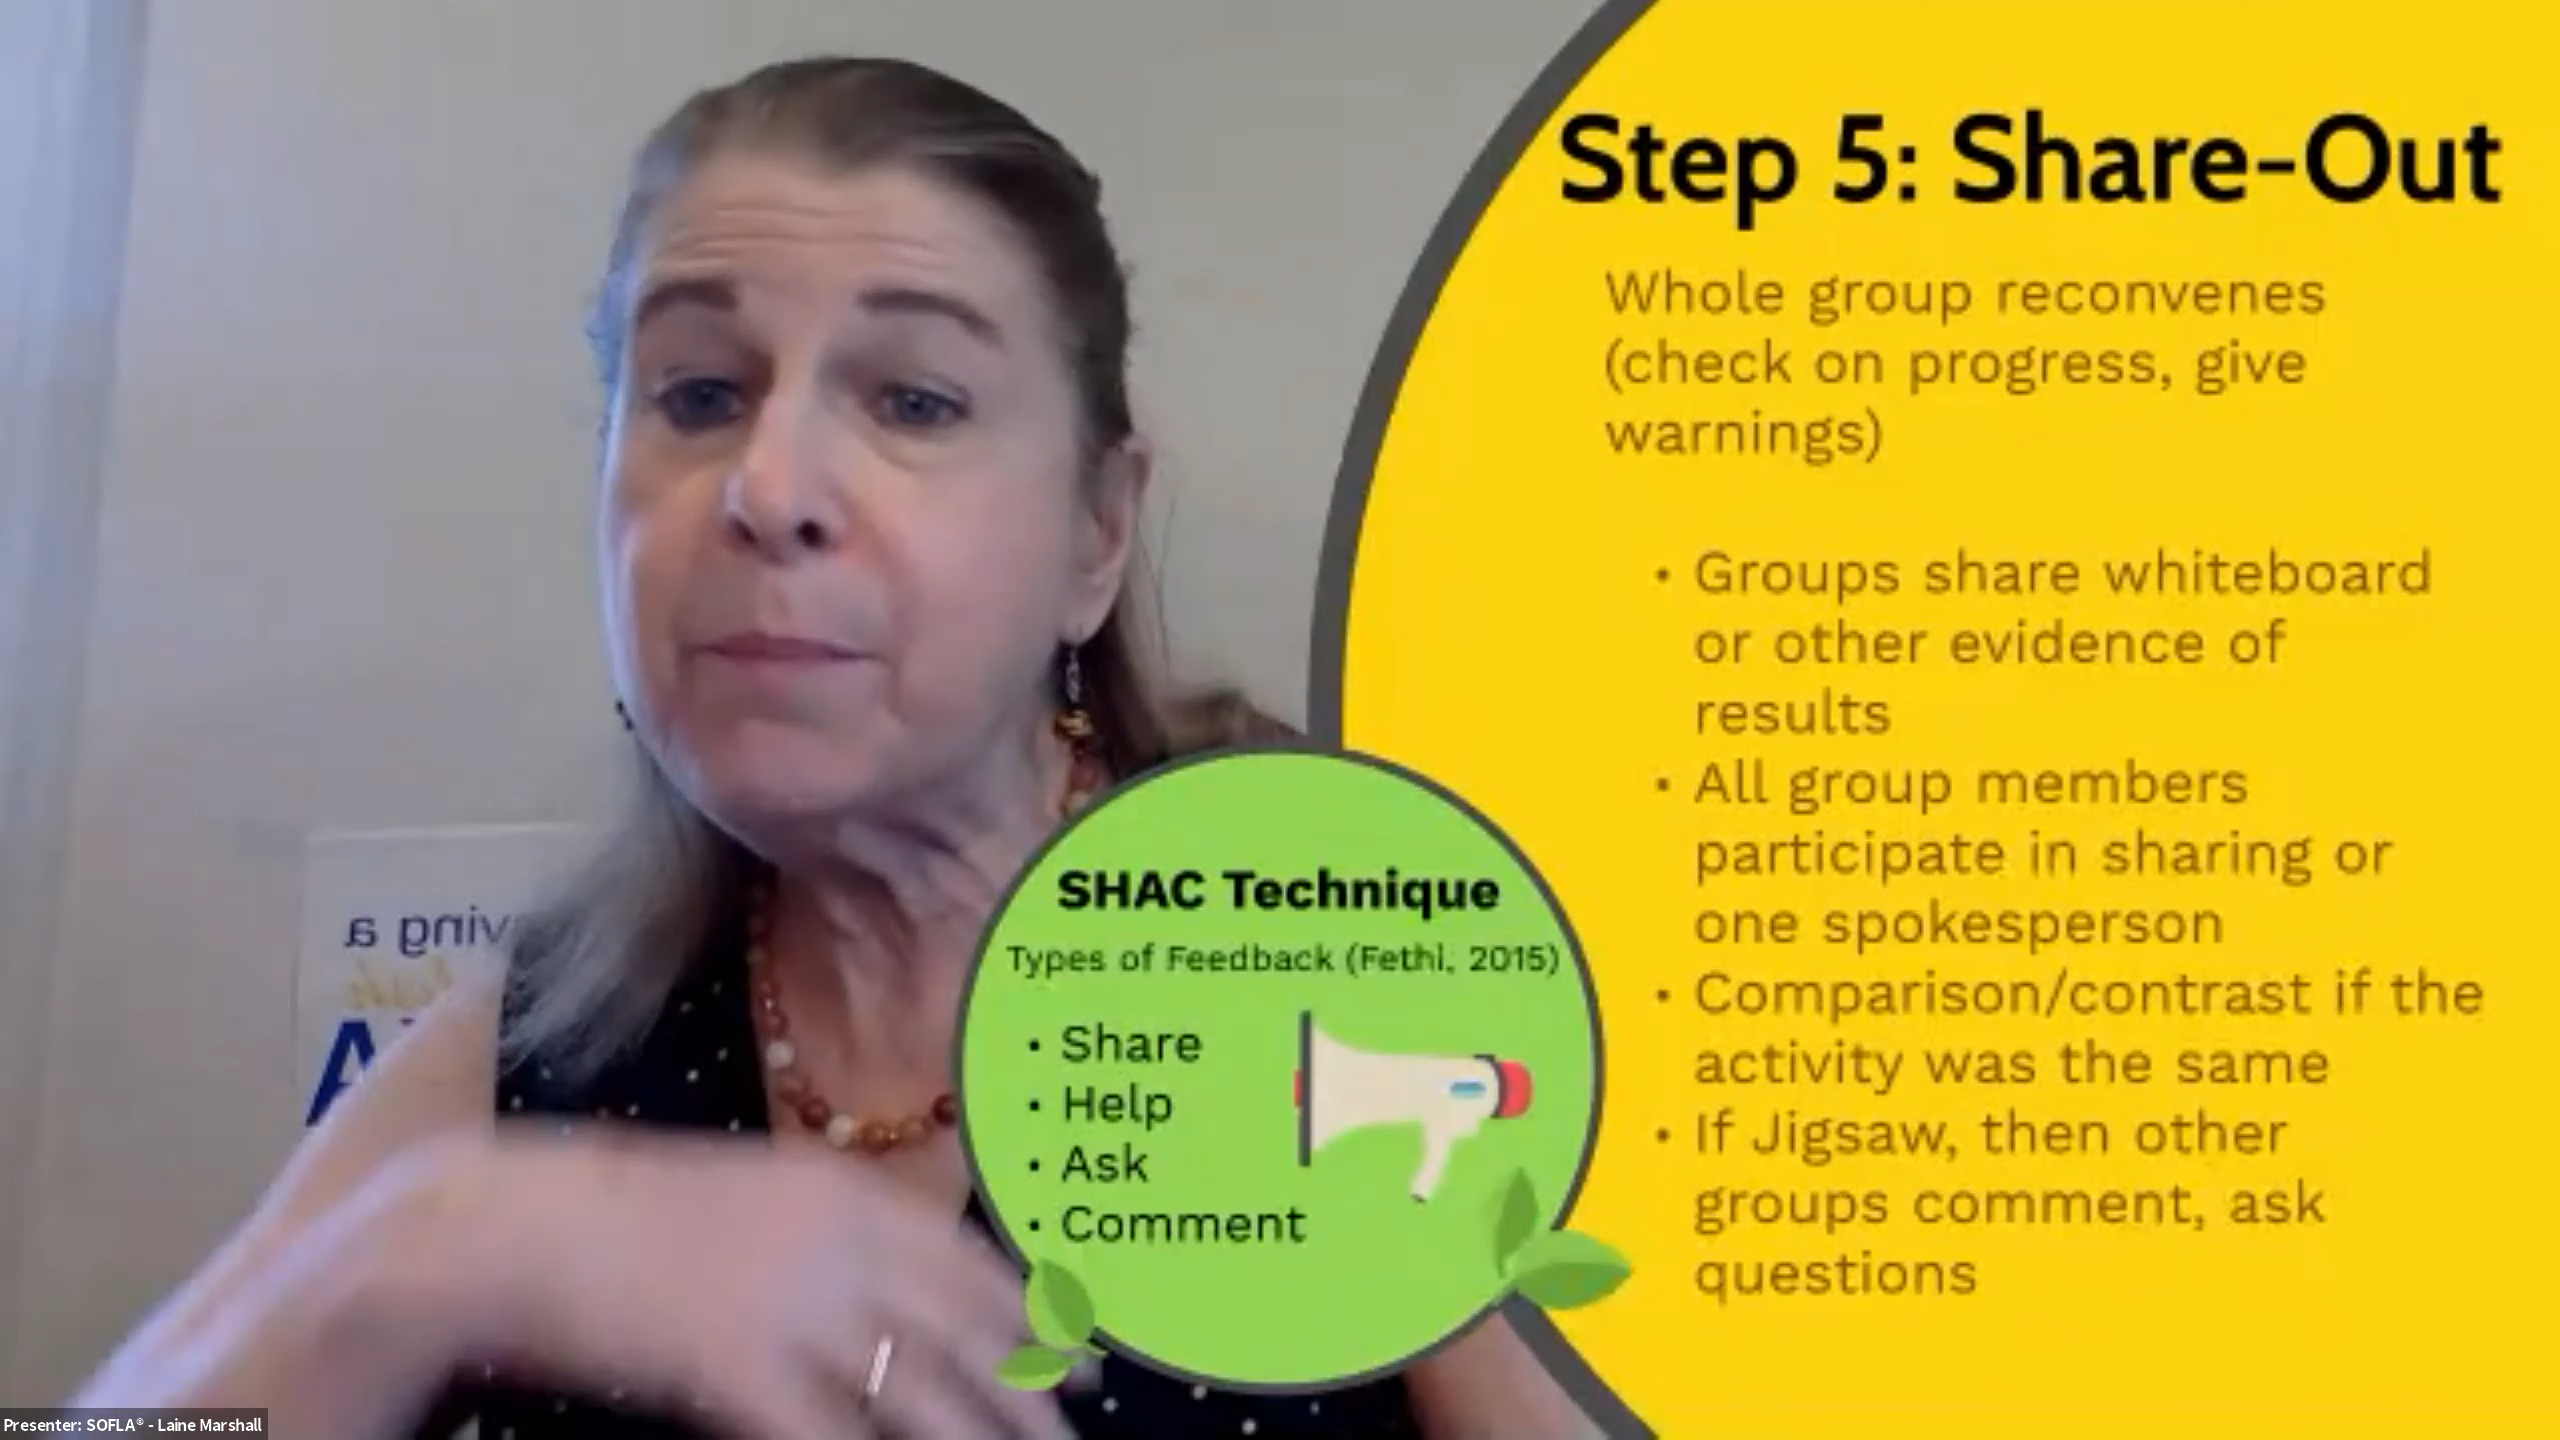 Step 5: Share-Out
Whole group reconvenes
(check on progress, give
warnings)
• Groups share whiteboard
or other evidence of
results
• All group members
participate in sharing or
one spokesperson
• Comparison/contrast if the
activity was the same
• If Jigsaw, then other
groups comment, ask
questions
SHAC Technique
Types of Feedback (Fethi, 2015)
• Share
• Help
• Ask
• Comment
a
Presenter: SOFLA® - Laine Marshall